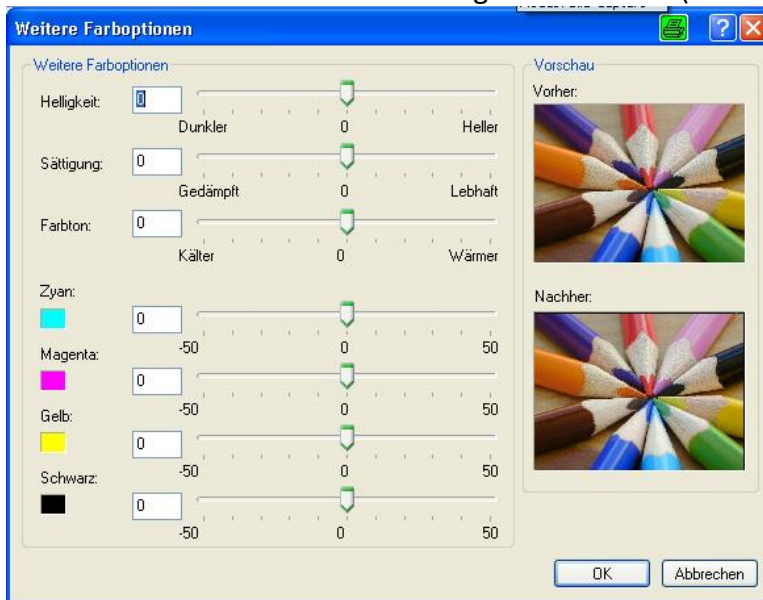 Weitere Farboptionen
Weitere Farboptionen
Helligkeit: 0
Dunkler 0 Heller
Sättigung: 0
Gedämpft 0 Lebhaft
Farbton: 0
Kälter 0 Wärmer
Zyan:
0
-50 0 50
Magenta:
0
-50 0 50
Gelb:
0
-50 0 50
Schwarz:
0
-50 0 50
Vorschau
Vorher:
Nachher:
OK Abbrechen